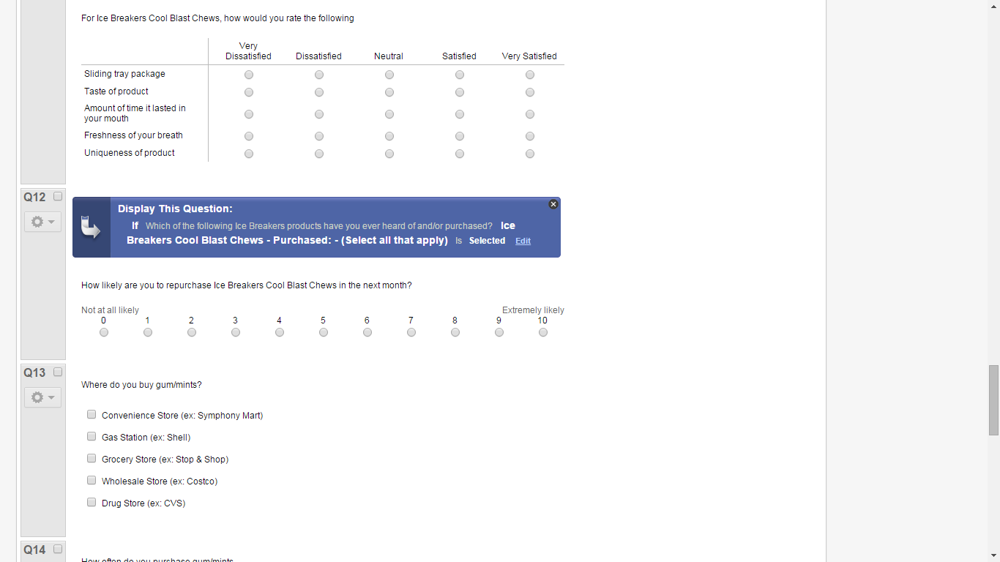 For Ice Breakers Cool Blast Chews, how would you rate the following
Very
Dissatisfied Dissatisfied Neutral Satisfied Very Satisfied
Sliding tray package
Taste of product
Amount of time it lasted in
your mouth
Freshness of your breath
Uniqueness of product
Q12
Display This Question:
If Which of the following Ice Breakers products have you ever heard of and/or purchased? Ice
Breakers Cool Blast Chews - Purchased: - (Select all that apply) Is Selected Edit
How likely are you to repurchase Ice Breakers Cool Blast Chews in the next month?
Not at all likely Extremely likely
0 1 2 3 4 5 6 7 8 9 10
Q13
Where do you buy gum/mints?
Convenience Store (ex: Symphony Mart)
Gas Station (ex: Shell)
Grocery Store (ex: Stop & Shop)
Wholesale Store (ex: Costco)
Drug Store (ex: CVS)
Q14
How often do you purchase gum/mints